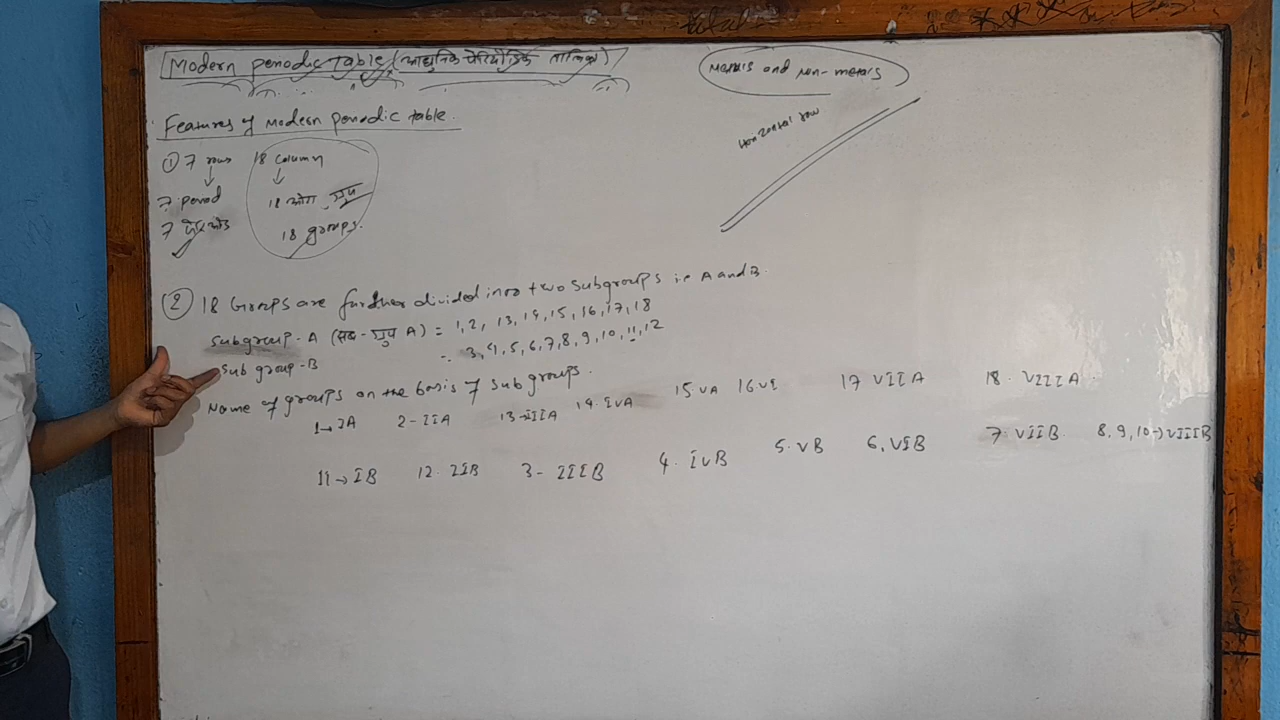 Modern periodic table (आधुनिक पेरियोडिक तालिका)
Metals and Non-metals
Horizontal row
Features of Modern periodic table.
① 7 rows 18 column
↓ ↓
7 period 18 ग्रुप
7 पेरियोड 18 groups.
② 18 Groups are further divided into two subgroups i.e A and B.
Subgroup-A (सब-ग्रुप A) = 1,2, 13,14,15,16,17,18
Sub group-B = 3,4,5,6,7,8,9,10,11,12
Name of groups on the basis of sub groups.
1→IA 2-IIA 13-IIIA 14.IVA 15 VA 16 VI 17 VIIA 18. VIIIA
11→IB 12. IIB 3- IIIB 4. IVB 5. VB 6, VIB 7. VIIB 8,9,10→VIIIB